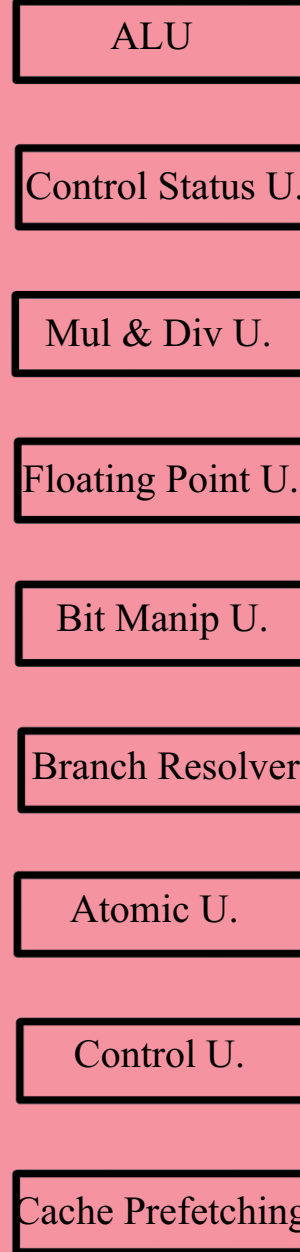 ALU
Control Status U.
Mul & Div U.
Floating Point U.
Bit Manip U.
Branch Resolver
Atomic U.
Control U.
Cache Prefetching